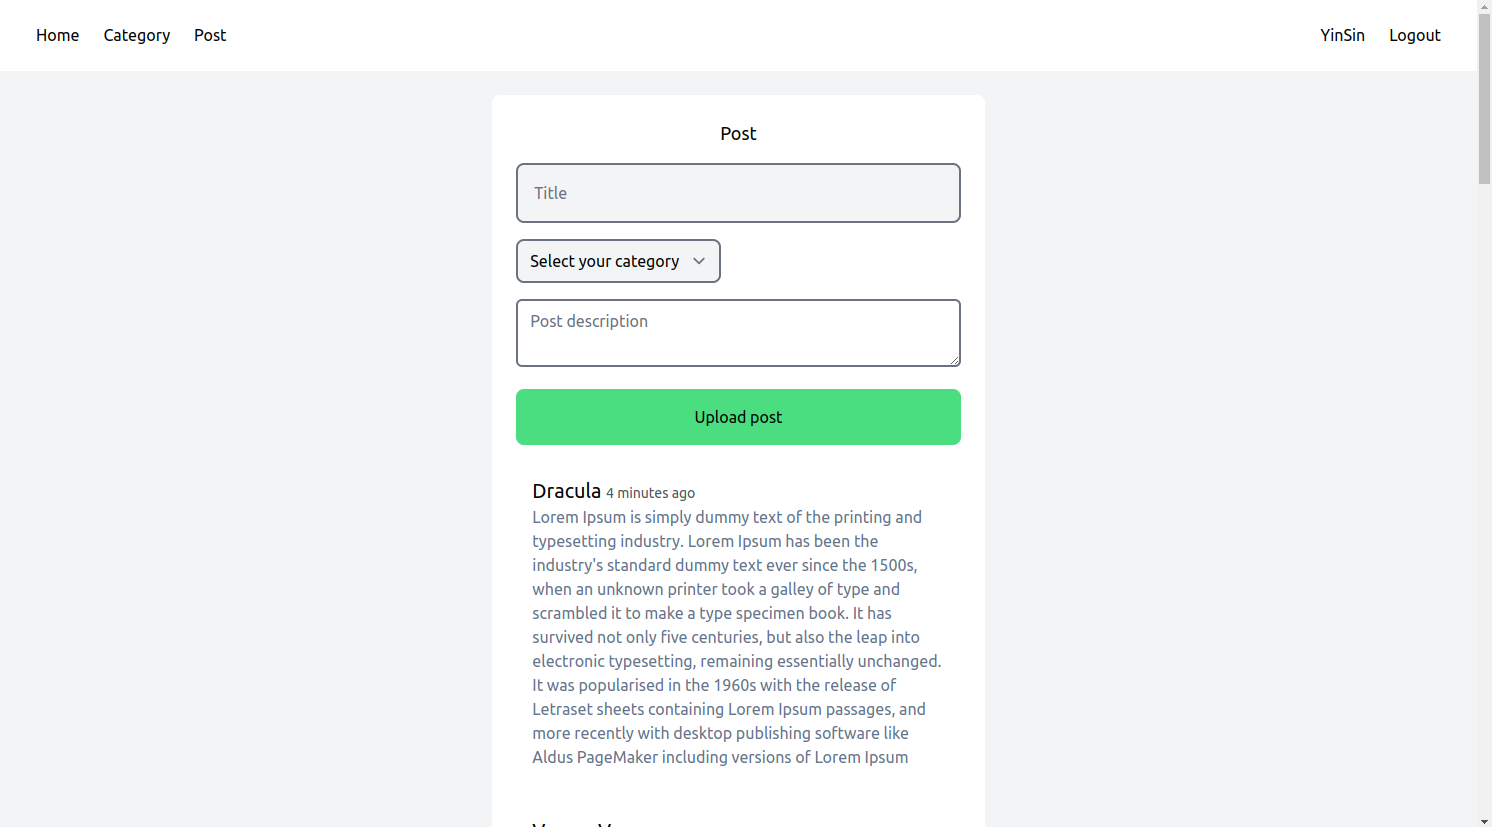 Home Category Post YinSin Logout
Post
Title
Select your category
Post description
Upload post
Dracula 4 minutes ago
Lorem Ipsum is simply dummy text of the printing and
typesetting industry. Lorem Ipsum has been the
industry's standard dummy text ever since the 1500s,
when an unknown printer took a galley of type and
scrambled it to make a type specimen book. It has
survived not only five centuries, but also the leap into
electronic typesetting, remaining essentially unchanged.
It was popularised in the 1960s with the release of
Letraset sheets containing Lorem Ipsum passages, and
more recently with desktop publishing software like
Aldus PageMaker including versions of Lorem Ipsum